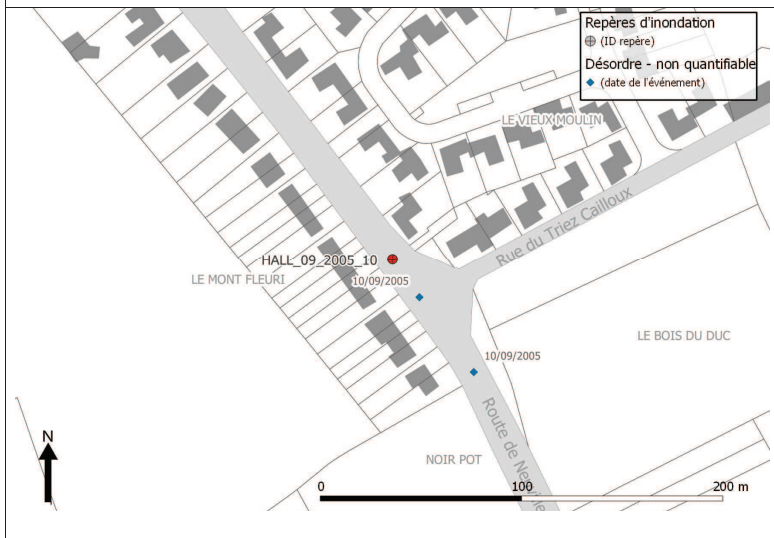 Repères d'inondation
(ID repère)
Désordre - non quantifiable
(date de l'événement)
LE VIEUX MOULIN
Rue du Triez Cailloux
HALL_09_2005_10
LE MONT FLEURI
10/09/2005
LE BOIS DU DUC
10/09/2005
Route de
NOIR POT
N
0
100
200 m